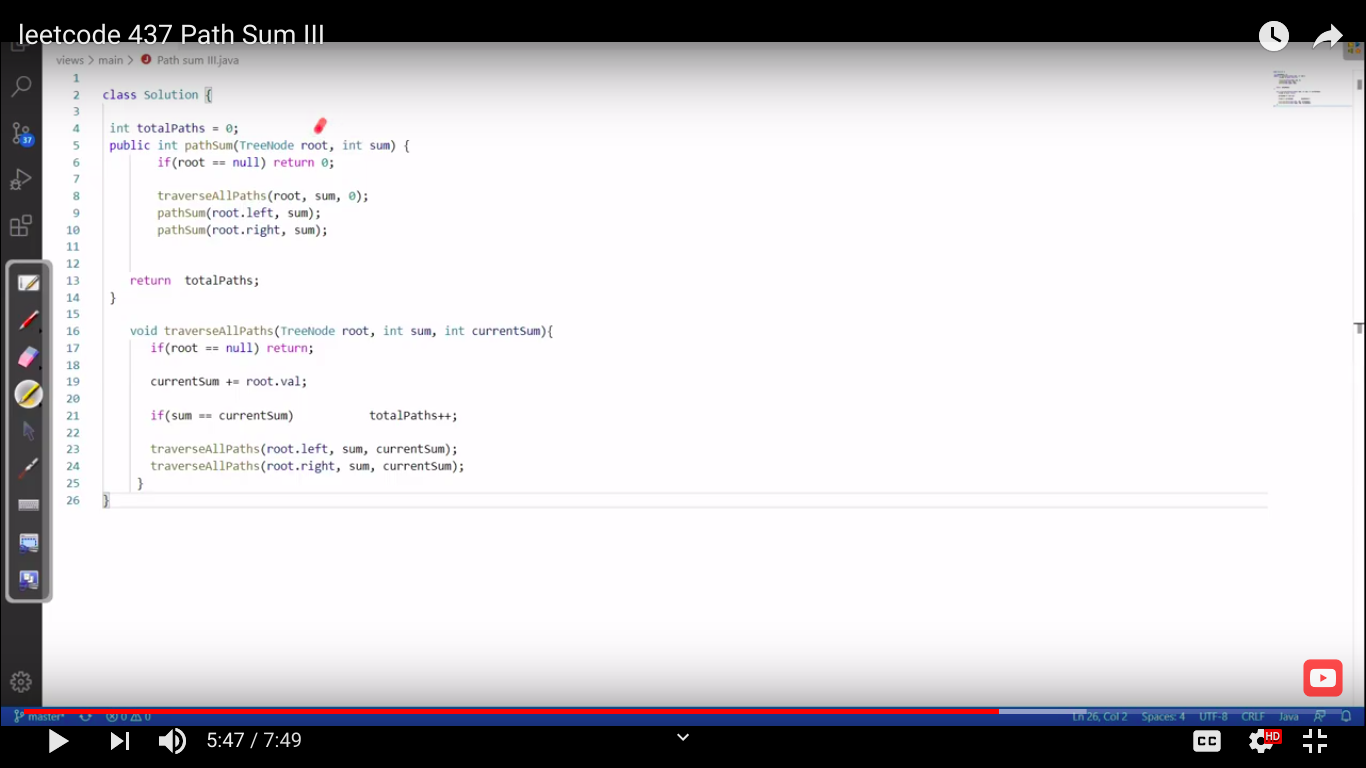 leetcode 437 Path Sum III
views > main > Path sum III.java
1
2 class Solution {
3
4 int totalPaths = 0;
5 public int pathSum(TreeNode root, int sum) {
6 if(root == null) return 0;
7
8 traverseAllPaths(root, sum, 0);
9 pathSum(root.left, sum);
10 pathSum(root.right, sum);
11
12
13 return totalPaths;
14 }
15
16 void traverseAllPaths(TreeNode root, int sum, int currentSum){
17 if(root == null) return;
18
19 currentSum += root.val;
20
21 if(sum == currentSum) totalPaths++;
22
23 traverseAllPaths(root.left, sum, currentSum);
24 traverseAllPaths(root.right, sum, currentSum);
25 }
26 }
37
master* 0 0 Ln 26, Col 2 Spaces: 4 UTF-8 CRLF Java
5:47 / 7:49 CC HD